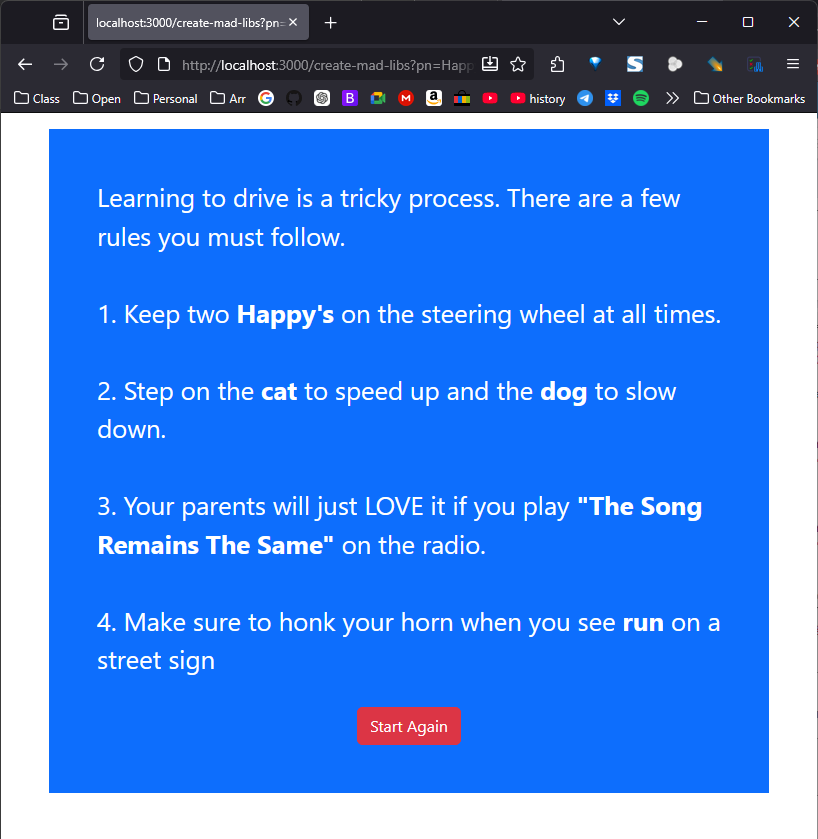 localhost:3000/create-mad-libs?pn=
http://localhost:3000/create-mad-libs?pn=Happ
Class Open Personal Arr history Other Bookmarks
Learning to drive is a tricky process. There are a few
rules you must follow.
1. Keep two Happy's on the steering wheel at all times.
2. Step on the cat to speed up and the dog to slow
down.
3. Your parents will just LOVE it if you play "The Song
Remains The Same" on the radio.
4. Make sure to honk your horn when you see run on a
street sign
Start Again